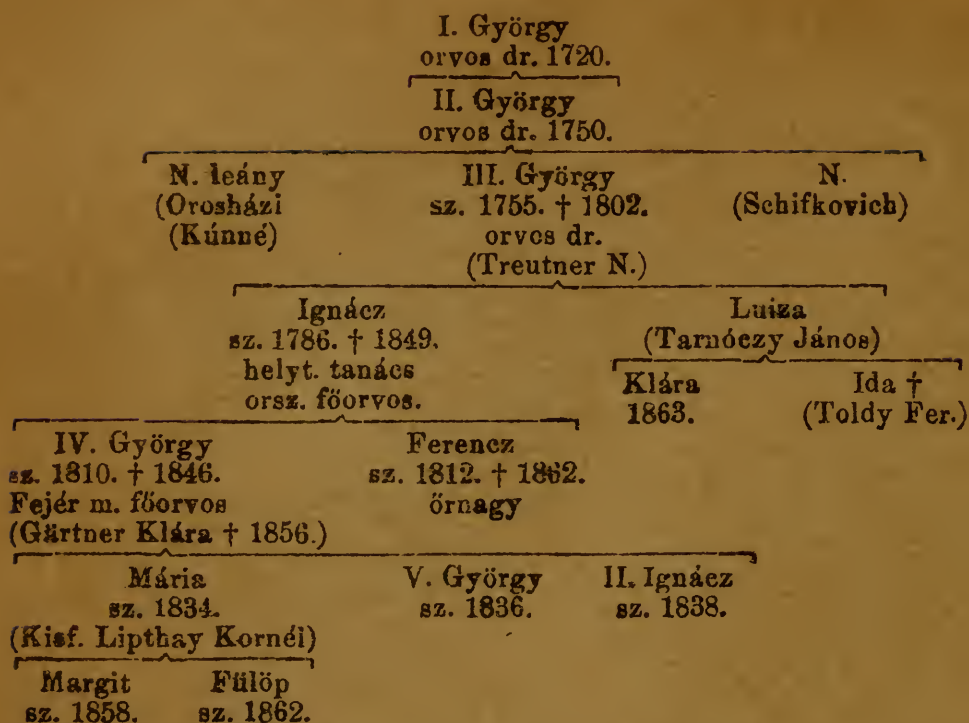 I. György
orvos dr. 1720.
II. György
orvos dr. 1750.
N. leány III. György N.
(Orosházi sz. 1755. † 1802. (Schifkovich)
(Kúnné) orvos dr.
(Treutner N.)
Ignácz Luiza
sz. 1786. † 1849. (Tarnóczy János)
helyt. tanács Klára Ida †
orsz. főorvos. 1863. (Toldy Fer.)
IV. György Ferencz
sz. 1810. † 1846. sz. 1812. † 1862.
Fejér m. főorvos őrnagy
(Gärtner Klára † 1856.)
Mária V. György II. Ignácz
sz. 1834. sz. 1836. sz. 1838.
(Kisf. Lipthay Kornél)
Margit Fülöp
sz. 1858. sz. 1862.